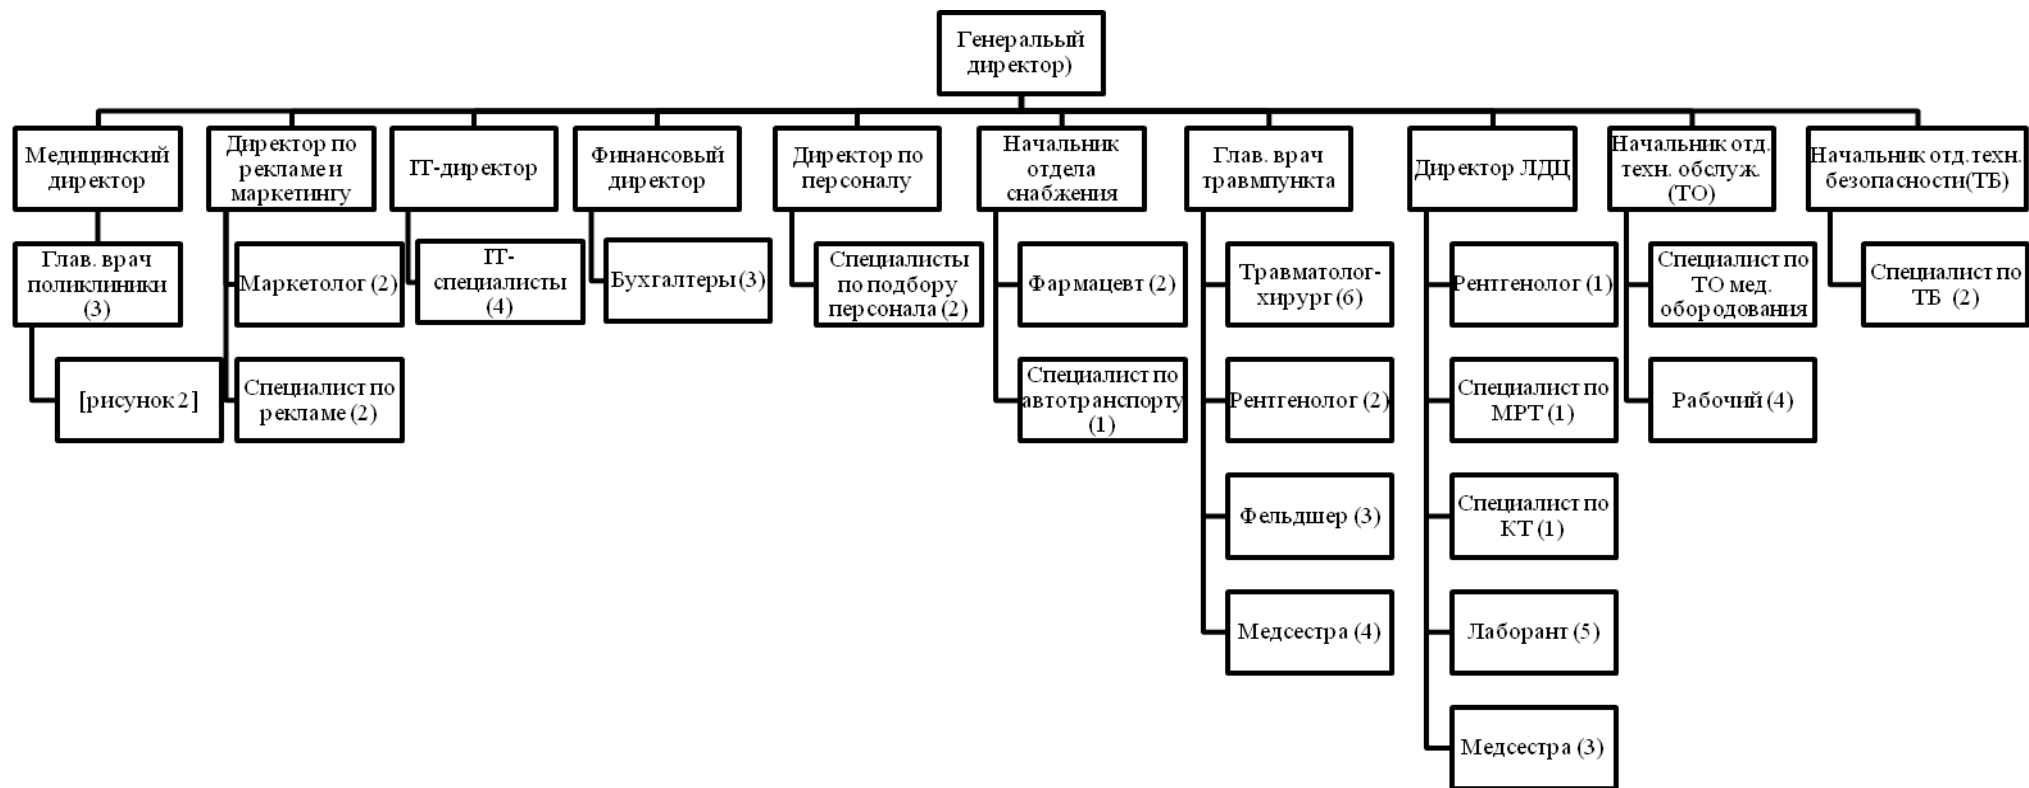 Генеральый
директор)
Медицинский
директор
Директор по
рекламе и
маркетингу
IT-директор
Финансовый
директор
Директор по
персоналу
Начальник
отдела
снабжения
Глав. врач
травмпункта
Директор ЛДЦ
Начальник отд.
техн. обслуж.
(ТО)
Начальник отд.техн.
безопасности(ТБ)
Глав. врач
поликлиники
(3)
Маркетолог (2)
IT-
специалисты
(4)
Бухгалтеры (3)
Специалисты
по подбору
персонала (2)
Фармацевт (2)
Травматолог-
хирург (6)
Рентгенолог (1)
Специалист по
ТО мед.
обородования
Специалист по
ТБ (2)
[рисунок 2]
Специалист по
рекламе (2)
Специалист по
автотранспорту
(1)
Рентгенолог (2)
Специалист по
МРТ (1)
Рабочий (4)
Фельдшер (3)
Специалист по
КТ (1)
Медсестра (4)
Лаборант (5)
Медсестра (3)